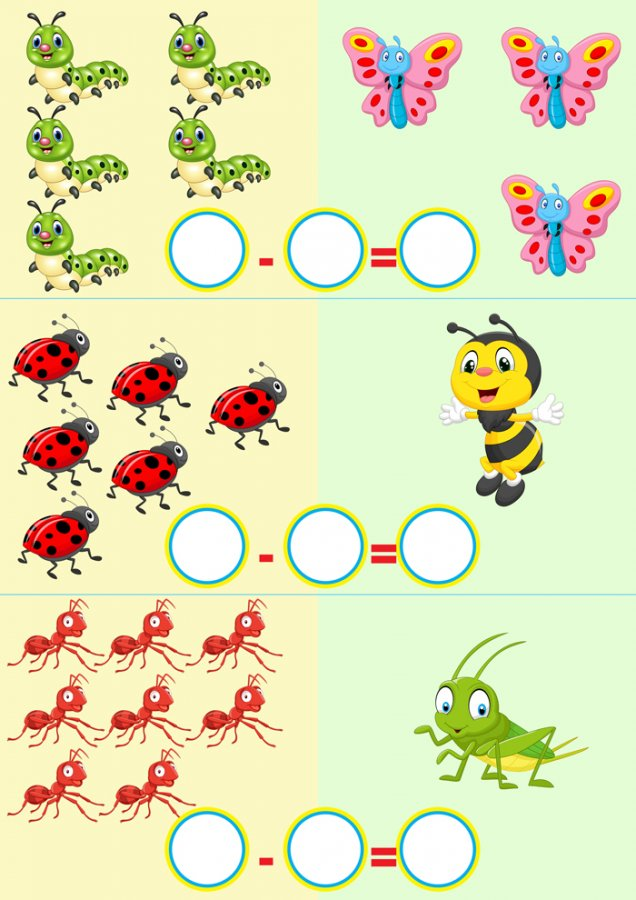 - =
- =
- =